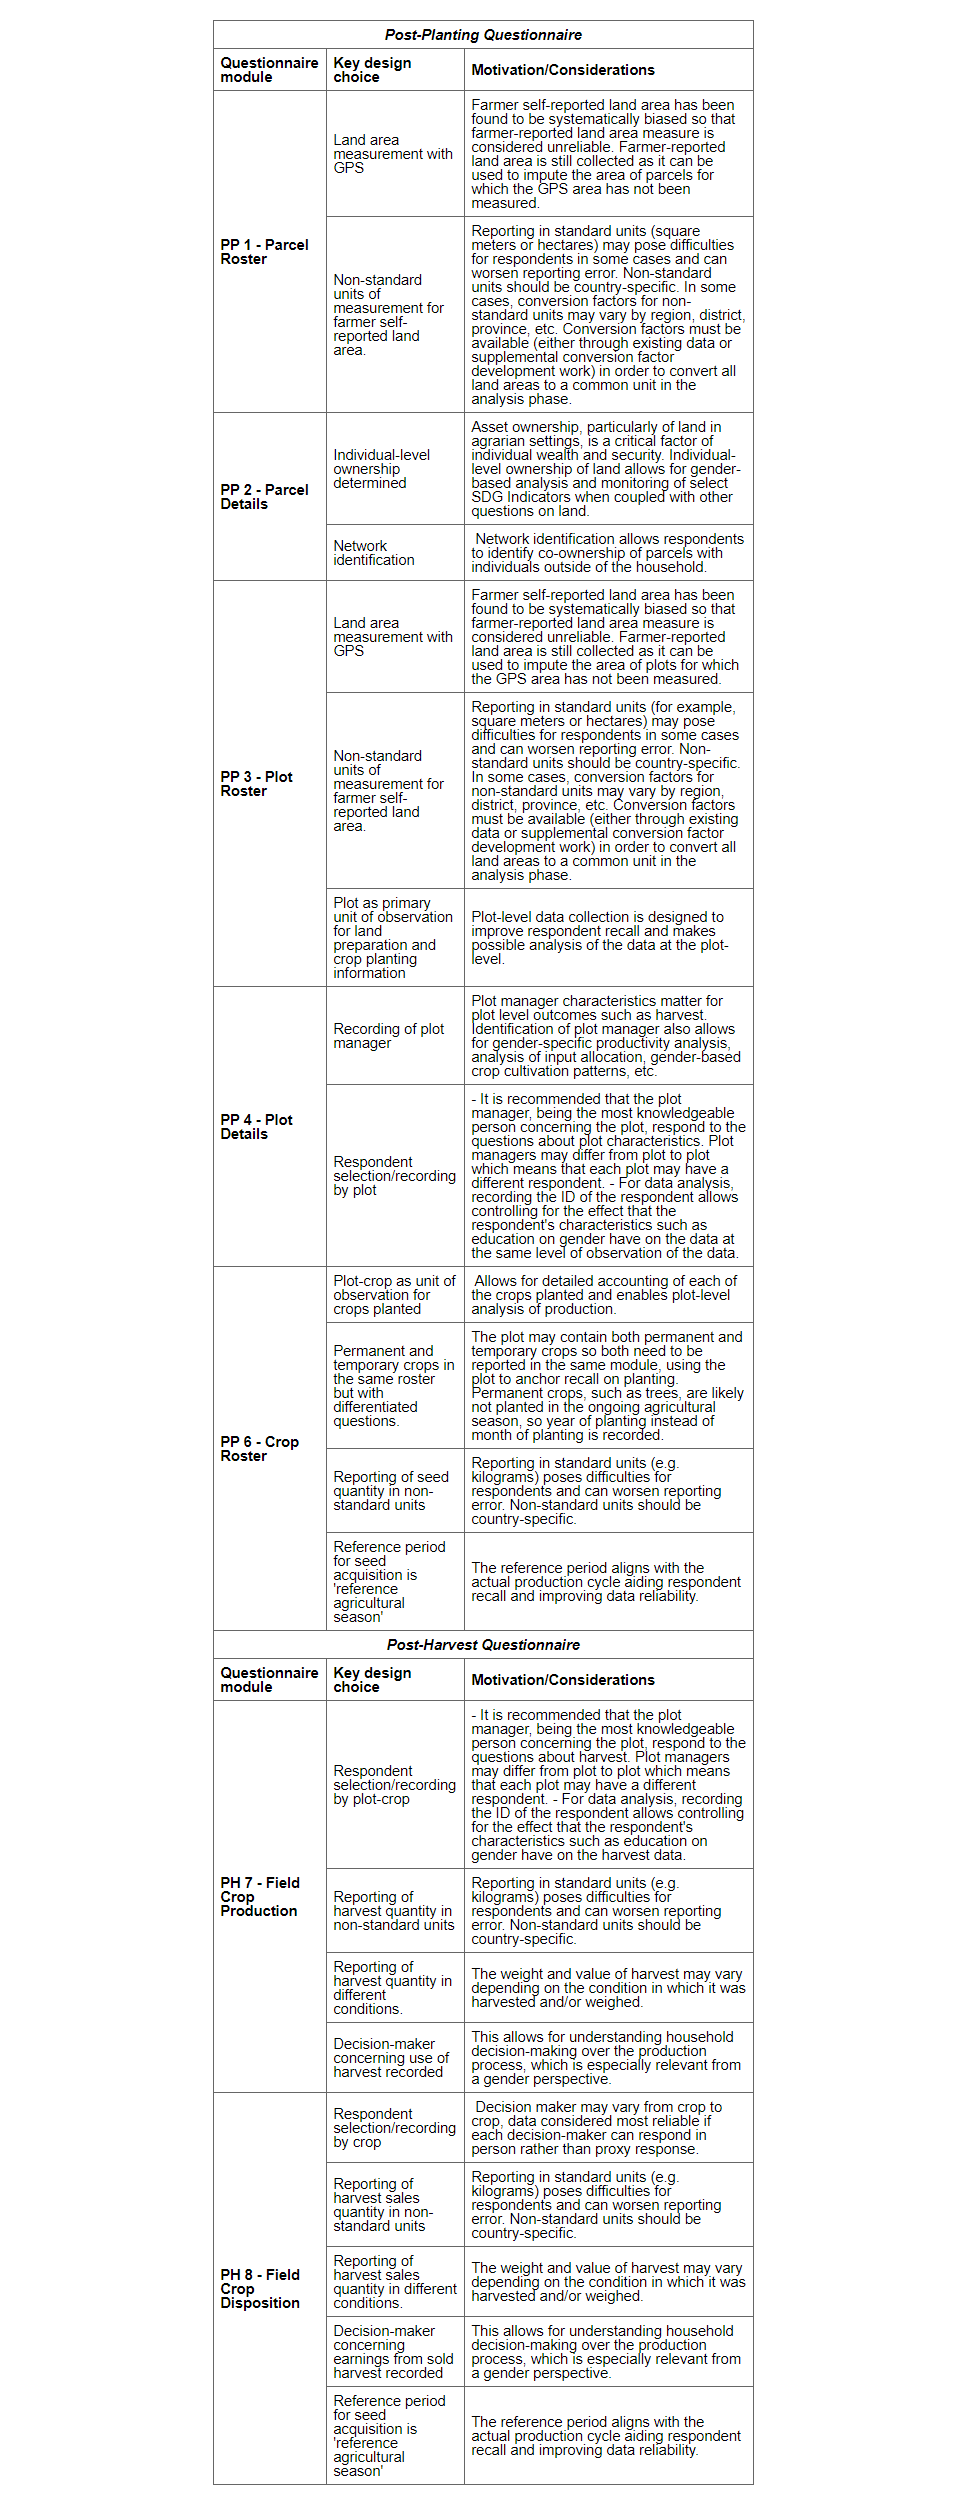 Post-Planting Questionnaire
Questionnaire
module
Key design
choice
Motivation/Considerations
PP 1 - Parcel
Roster
Land area
measurement with
GPS
Farmer self-reported land area has been
found to be systematically biased so that
farmer-reported land area measure is
considered unreliable. Farmer-reported
land area is still collected as it can be
used to impute the area of parcels for
which the GPS area has not been
measured.
Non-standard
units of
measurement for
farmer self-
reported land
area.
Reporting in standard units (square
meters or hectares) may pose difficulties
for respondents in some cases and can
worsen reporting error. Non-standard
units should be country-specific. In some
cases, conversion factors for non-
standard units may vary by region, district,
province, etc. Conversion factors must be
available (either through existing data or
supplemental conversion factor
development work) in order to convert all
land areas to a common unit in the
analysis phase.
PP 2 - Parcel
Details
Individual-level
ownership
determined
Asset ownership, particularly of land in
agrarian settings, is a critical factor of
individual wealth and security. Individual-
level ownership of land allows for gender-
based analysis and monitoring of select
SDG Indicators when coupled with other
questions on land.
Network
identification
Network identification allows respondents
to identify co-ownership of parcels with
individuals outside of the household.
PP 3 - Plot
Roster
Land area
measurement with
GPS
Farmer self-reported land area has been
found to be systematically biased so that
farmer-reported land area measure is
considered unreliable. Farmer-reported
land area is still collected as it can be
used to impute the area of plots for which
the GPS area has not been measured.
Non-standard
units of
measurement for
farmer self-
reported land
area.
Reporting in standard units (for example,
square meters or hectares) may pose
difficulties for respondents in some cases
and can worsen reporting error. Non-
standard units should be country-specific.
In some cases, conversion factors for
non-standard units may vary by region,
district, province, etc. Conversion factors
must be available (either through existing
data or supplemental conversion factor
development work) in order to convert all
land areas to a common unit in the
analysis phase.
Plot as primary
unit of observation
for land
preparation and
crop planting
information
Plot-level data collection is designed to
improve respondent recall and makes
possible analysis of the data at the plot-
level.
PP 4 - Plot
Details
Recording of plot
manager
Plot manager characteristics matter for
plot level outcomes such as harvest.
Identification of plot manager also allows
for gender-specific productivity analysis,
analysis of input allocation, gender-based
crop cultivation patterns, etc.
Respondent
selection/recording
by plot
- It is recommended that the plot
manager, being the most knowledgeable
person concerning the plot, respond to the
questions about plot characteristics. Plot
managers may differ from plot to plot
which means that each plot may have a
different respondent. - For data analysis,
recording the ID of the respondent allows
controlling for the effect that the
respondent's characteristics such as
education on gender have on the data at
the same level of observation of the data.
PP 6 - Crop
Roster
Plot-crop as unit of
observation for
crops planted
Allows for detailed accounting of each of
the crops planted and enables plot-level
analysis of production.
Permanent and
temporary crops in
the same roster
but with
differentiated
questions.
The plot may contain both permanent and
temporary crops so both need to be
reported in the same module, using the
plot to anchor recall on planting.
Permanent crops, such as trees, are likely
not planted in the ongoing agricultural
season, so year of planting instead of
month of planting is recorded.
Reporting of seed
quantity in non-
standard units
Reporting in standard units (e.g.
kilograms) poses difficulties for
respondents and can worsen reporting
error. Non-standard units should be
country-specific.
Reference period
for seed
acquisition is
'reference
agricultural
season'
The reference period aligns with the
actual production cycle aiding respondent
recall and improving data reliability.
Post-Harvest Questionnaire
Questionnaire
module
Key design
choice
Motivation/Considerations
PH 7 - Field
Crop
Production
Respondent
selection/recording
by plot-crop
- It is recommended that the plot
manager, being the most knowledgeable
person concerning the plot, respond to the
questions about harvest. Plot managers
may differ from plot to plot which means
that each plot may have a different
respondent. - For data analysis, recording
the ID of the respondent allows controlling
for the effect that the respondent's
characteristics such as education on
gender have on the harvest data.
Reporting of
harvest quantity in
non-standard units
Reporting in standard units (e.g.
kilograms) poses difficulties for
respondents and can worsen reporting
error. Non-standard units should be
country-specific.
Reporting of
harvest quantity in
different
conditions.
The weight and value of harvest may vary
depending on the condition in which it was
harvested and/or weighed.
Decision-maker
concerning use of
harvest recorded
This allows for understanding household
decision-making over the production
process, which is especially relevant from
a gender perspective.
PH 8 - Field
Crop
Disposition
Respondent
selection/recording
by crop
Decision maker may vary from crop to
crop, data considered most reliable if
each decision-maker can respond in
person rather than proxy response.
Reporting of
harvest sales
quantity in non-
standard units
Reporting in standard units (e.g.
kilograms) poses difficulties for
respondents and can worsen reporting
error. Non-standard units should be
country-specific.
Reporting of
harvest sales
quantity in different
conditions.
The weight and value of harvest may vary
depending on the condition in which it was
harvested and/or weighed.
Decision-maker
concerning
earnings from sold
harvest recorded
This allows for understanding household
decision-making over the production
process, which is especially relevant from
a gender perspective.
Reference period
for seed
acquisition is
'reference
agricultural
season'
The reference period aligns with the
actual production cycle aiding respondent
recall and improving data reliability.